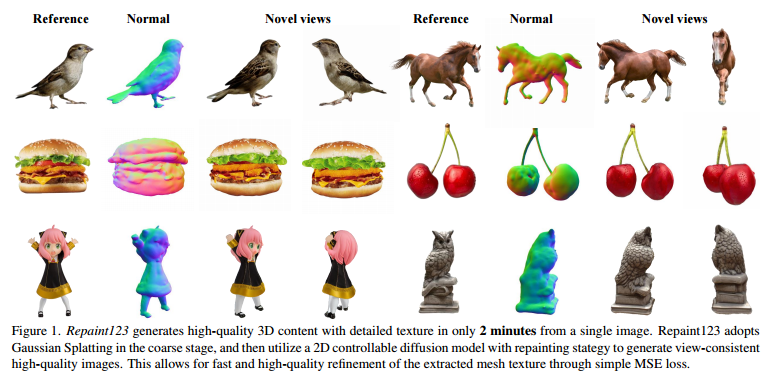 Reference Normal Novel views Reference Normal Novel views
Figure 1. Repaint123 generates high-quality 3D content with detailed texture in only 2 minutes from a single image. Repaint123 adopts
Gaussian Splatting in the coarse stage, and then utilize a 2D controllable diffusion model with repainting stategy to generate view-consistent
high-quality images. This allows for fast and high-quality refinement of the extracted mesh texture through simple MSE loss.